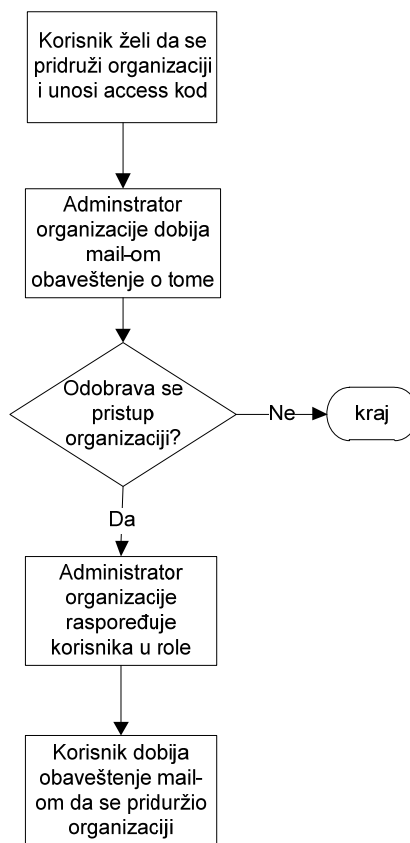 Korisnik želi da se
pridruži organizaciji
i unosi access kod
Adminstrator
organizacije dobija
mail-om
obaveštenje o tome
Odobrava se
pristup
organizaciji?
Ne
kraj
Da
Administrator
organizacije
raspoređuje
korisnika u role
Korisnik dobija
obaveštenje mail-
om da se priduržio
organizaciji